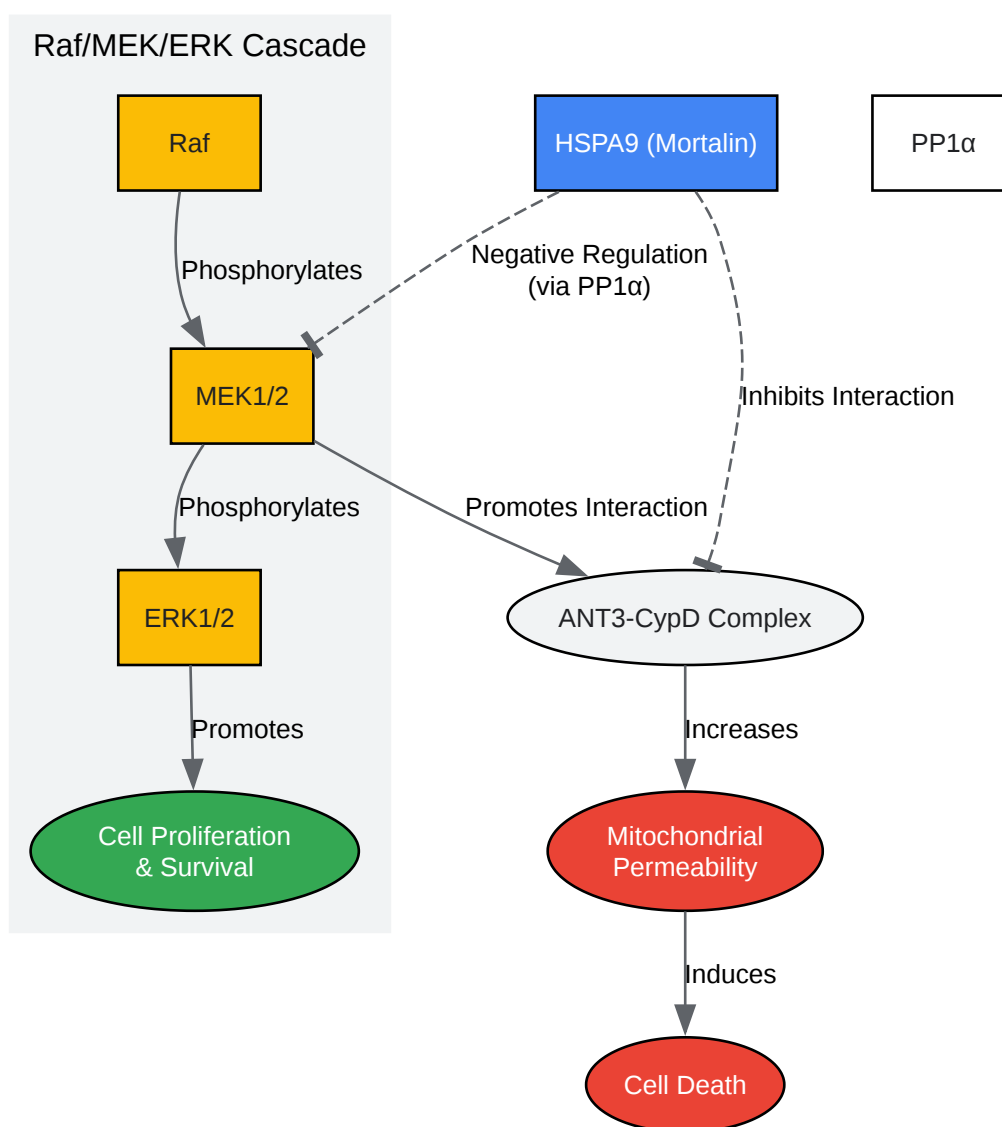 Raf/MEK/ERK Cascade
Raf
HSPA9 (Mortalin)
PP1α
Phosphorylates
Negative Regulation
(via PP1α)
MEK1/2
Inhibits Interaction
Phosphorylates
Promotes Interaction
ERK1/2
ANT3-CypD Complex
Promotes
Increases
Cell Proliferation
& Survival
Mitochondrial
Permeability
Induces
Cell Death